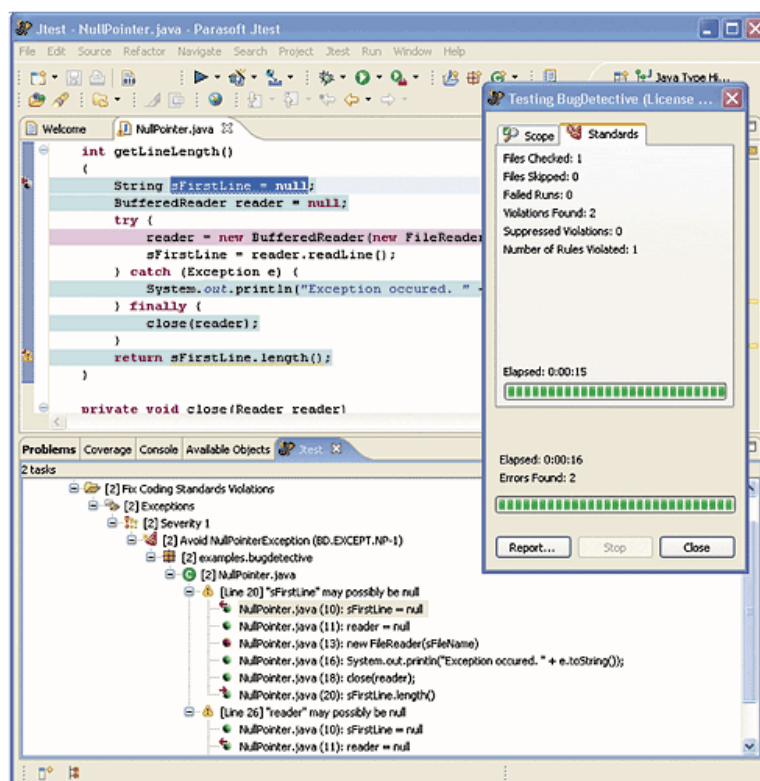 Jtest - NullPointer.java - Parasoft Jtest
File Edit Source Refactor Navigate Search Project Jtest Run Window Help
Java Type Hi...
Welcome NullPointer.java
int getLineLength()
{
String sFirstLine = null;
BufferedReader reader = null;
try {
reader = new BufferedReader(new FileReader
sFirstLine = reader.readLine();
} catch (Exception e) {
System.out.println("Exception occured. " +
} finally {
close(reader);
}
return sFirstLine.length();
}
private void close(Reader reader)
Testing BugDetective (License ...
Scope Standards
Files Checked: 1
Files Skipped: 0
Failed Runs: 0
Violations Found: 2
Suppressed Violations: 0
Number of Rules Violated: 1
Elapsed: 0:00:15
Elapsed: 0:00:16
Errors Found: 2
Report... Stop Close
Problems Coverage Console Available Objects Jtest
2 tasks
[2] Fix Coding Standards Violations
[2] Exceptions
[2] Severity 1
[2] Avoid NullPointerException (BD.EXCEPT.NP-1)
[2] examples.bugdetective
[2] NullPointer.java
[Line 20] "sFirstLine" may possibly be null
NullPointer.java (10): sFirstLine = null
NullPointer.java (11): reader = null
NullPointer.java (13): new FileReader(sFileName)
NullPointer.java (16): System.out.println("Exception occured. " + e.toString());
NullPointer.java (18): close(reader);
NullPointer.java (20): sFirstLine.length()
[Line 26] "reader" may possibly be null
NullPointer.java (10): sFirstLine = null
NullPointer.java (11): reader = null